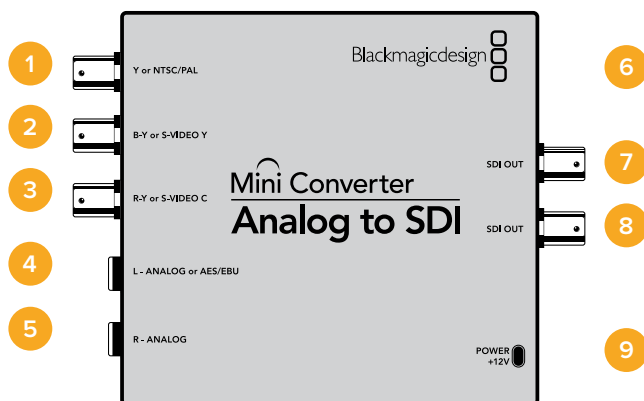 1
Y or NTSC/PAL
Blackmagicdesign
6
2
B-Y or S-VIDEO Y
7
SDI OUT
3
R-Y or S-VIDEO C
Mini Converter
Analog to SDI
8
SDI OUT
4
L - ANALOG or AES/EBU
5
R - ANALOG
POWER
+12V
9